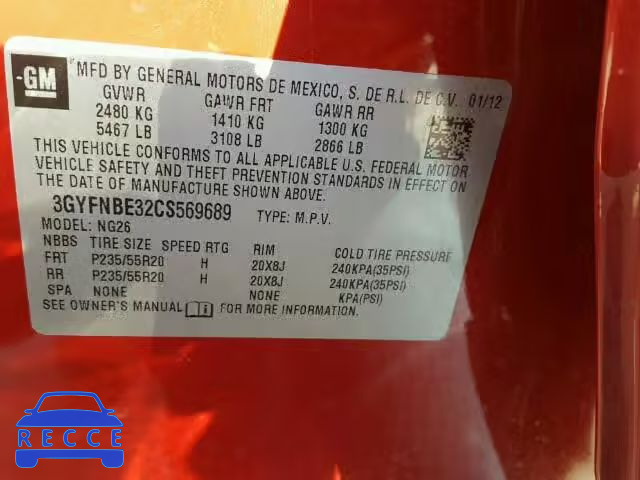 GM
MFD BY GENERAL MOTORS DE MEXICO, S. DE R.L. DE C.V. 01/12
GVWR GAWR FRT GAWR RR
2480 KG 1410 KG 1300 KG
5467 LB 3108 LB 2866 LB
THIS VEHICLE CONFORMS TO ALL APPLICABLE U.S. FEDERAL MOTOR
VEHICLE SAFETY AND THEFT PREVENTION STANDARDS IN EFFECT ON
THE DATE OF MANUFACTURE SHOWN ABOVE.
3GYFNBE32CS569689 TYPE: M.P.V.
MODEL: NG26
NBBS TIRE SIZE SPEED RTG RIM COLD TIRE PRESSURE
FRT P235/55R20 H 20X8J 240KPA(35PSI)
RR P235/55R20 H 20X8J 240KPA(35PSI)
SPA NONE NONE KPA(PSI)
SEE OWNER'S MANUAL FOR MORE INFORMATION.
RECCE